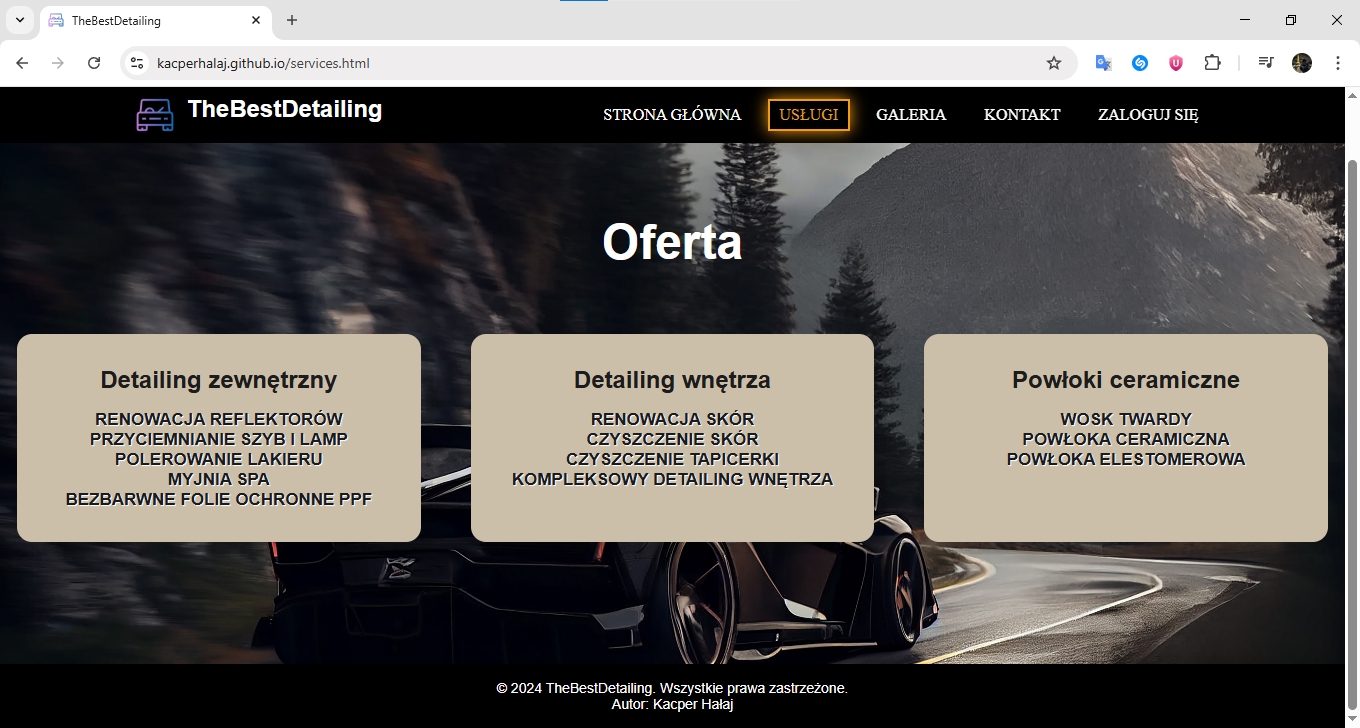 TheBestDetailing
kacperhalaj.github.io/services.html
TheBestDetailing
STRONA GŁÓWNA
USŁUGI
GALERIA
KONTAKT
ZALOGUJ SIĘ
Oferta
Detailing zewnętrzny
RENOWACJA REFLEKTORÓW
PRZYCIEMNIANIE SZYB I LAMP
POLEROWANIE LAKIERU
MYJNIA SPA
BEZBARWNE FOLIE OCHRONNE PPF
Detailing wnętrza
RENOWACJA SKÓR
CZYSZCZENIE SKÓR
CZYSZCZENIE TAPICERKI
KOMPLEKSOWY DETAILING WNĘTRZA
Powłoki ceramiczne
WOSK TWARDY
POWŁOKA CERAMICZNA
POWŁOKA ELESTOMEROWA
© 2024 TheBestDetailing. Wszystkie prawa zastrzeżone.
Autor: Kacper Hałaj